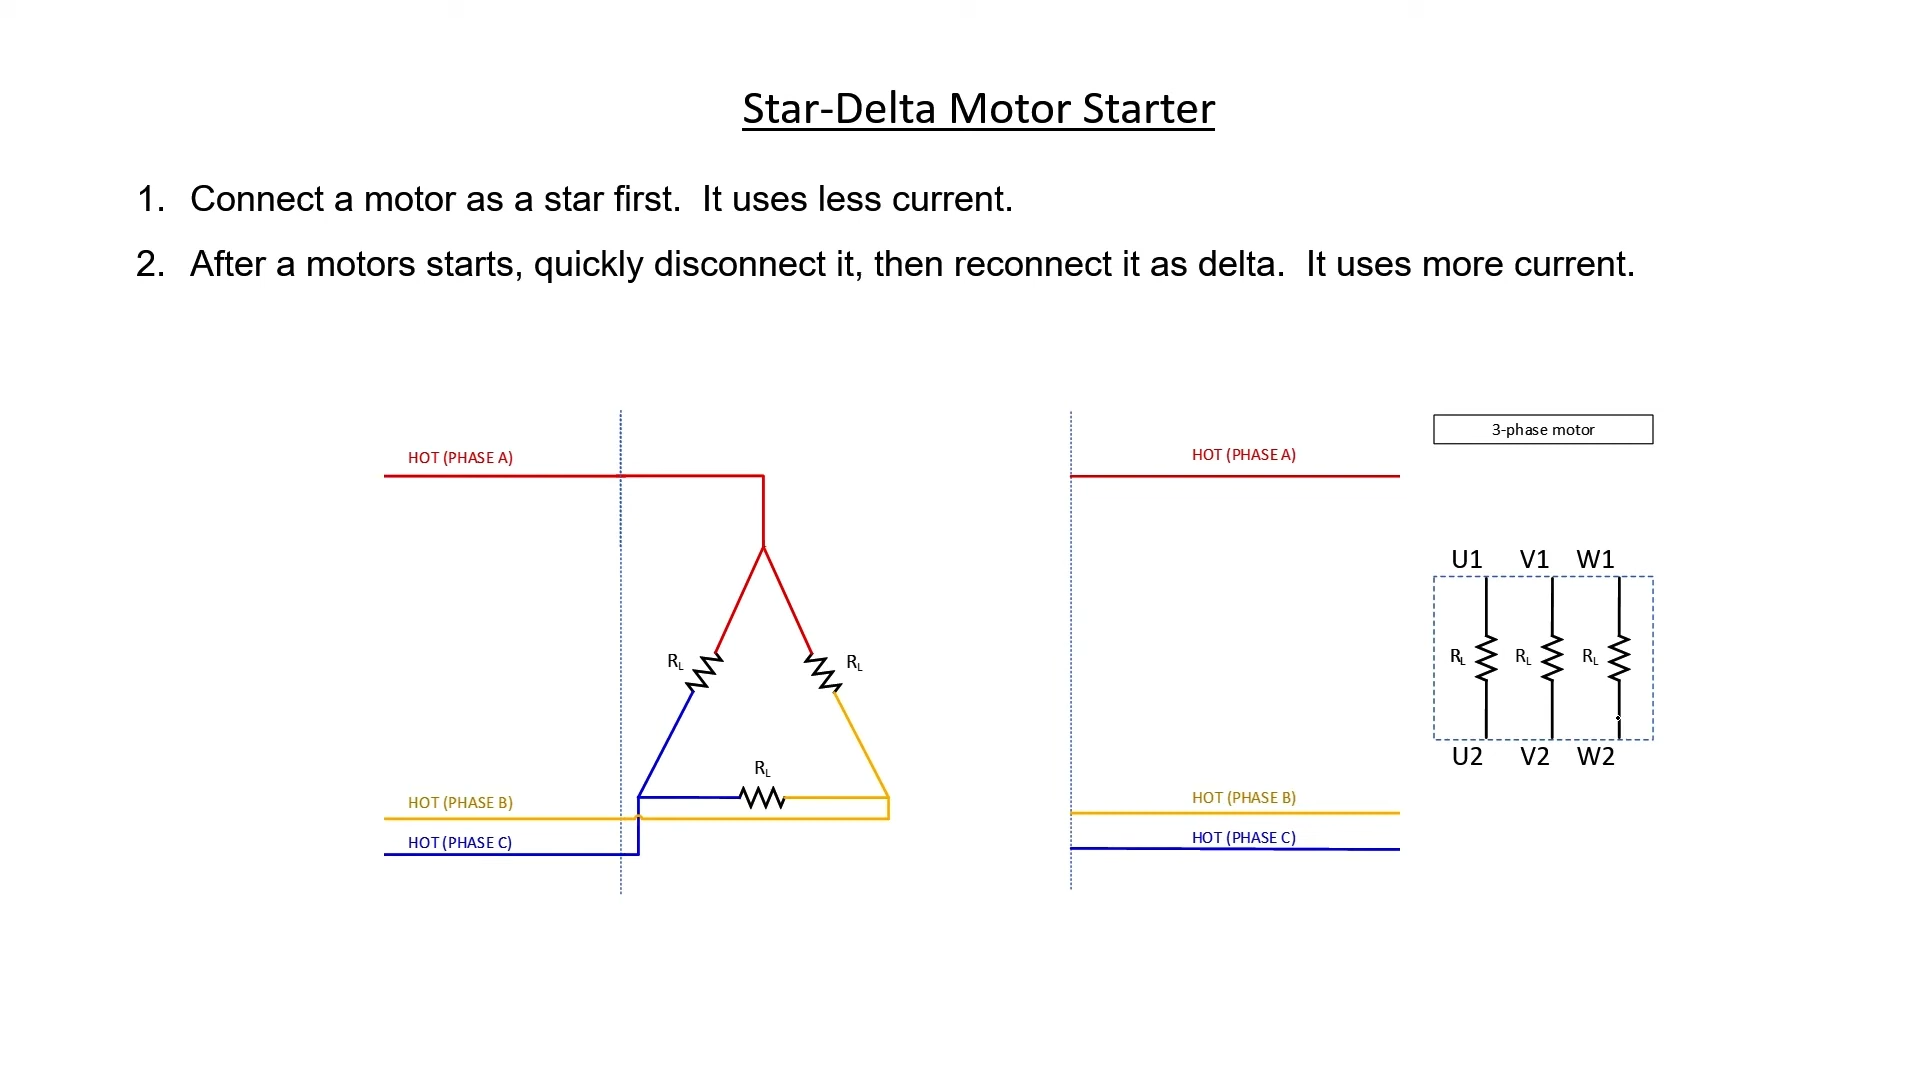 Star-Delta Motor Starter
1. Connect a motor as a star first. It uses less current.
2. After a motors starts, quickly disconnect it, then reconnect it as delta. It uses more current.
HOT (PHASE A)
HOT (PHASE A)
3-phase motor
U1 V1 W1
RL RL
RL RL RL
U2 V2 W2
RL
HOT (PHASE B)
HOT (PHASE B)
HOT (PHASE C)
HOT (PHASE C)